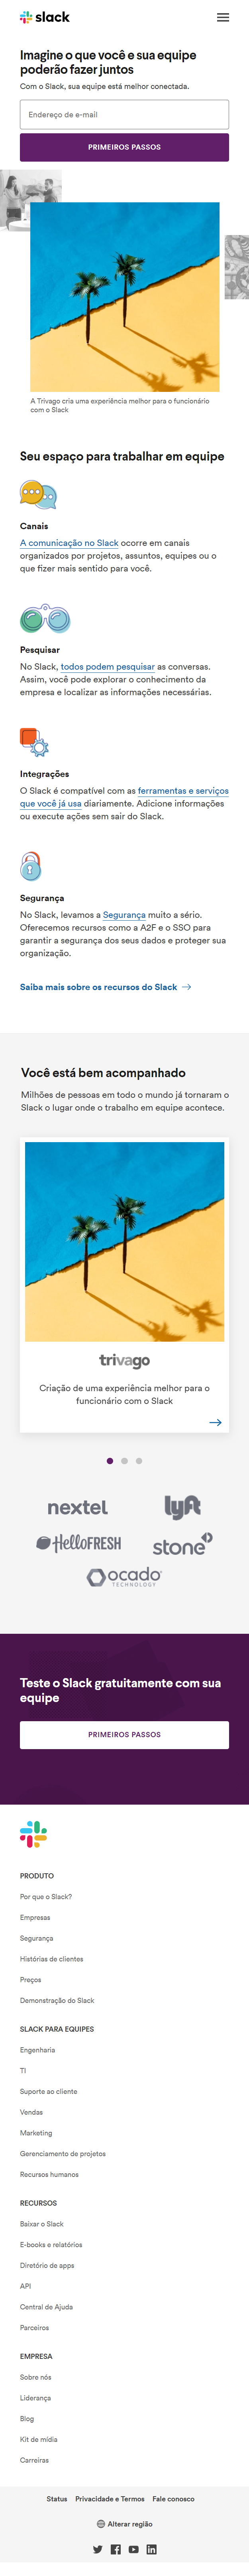 slack
Imagine o que você e sua equipe
poderão fazer juntos
Com o Slack, sua equipe está melhor conectada.
Endereço de e-mail
PRIMEIROS PASSOS
A Trivago cria uma experiência melhor para o funcionário
com o Slack
Seu espaço para trabalhar em equipe
Canais
A comunicação no Slack ocorre em canais
organizados por projetos, assuntos, equipes ou o
que fizer mais sentido para você.
Pesquisar
No Slack, todos podem pesquisar as conversas.
Assim, você pode explorar o conhecimento da
empresa e localizar as informações necessárias.
Integrações
O Slack é compatível com as ferramentas e serviços
que você já usa diariamente. Adicione informações
ou execute ações sem sair do Slack.
Segurança
No Slack, levamos a Segurança muito a sério.
Oferecemos recursos como a A2F e o SSO para
garantir a segurança dos seus dados e proteger sua
organização.
Saiba mais sobre os recursos do Slack
Você está bem acompanhado
Milhões de pessoas em todo o mundo já tornaram o
Slack o lugar onde o trabalho em equipe acontece.
trivago
Criação de uma experiência melhor para o
funcionário com o Slack
nextel
lyft
HelloFRESH
stone
ocado
TECHNOLOGY
Teste o Slack gratuitamente com sua
equipe
PRIMEIROS PASSOS
PRODUTO
Por que o Slack?
Empresas
Segurança
Histórias de clientes
Preços
Demonstração do Slack
SLACK PARA EQUIPES
Engenharia
TI
Suporte ao cliente
Vendas
Marketing
Gerenciamento de projetos
Recursos humanos
RECURSOS
Baixar o Slack
E-books e relatórios
Diretório de apps
API
Central de Ajuda
Parceiros
EMPRESA
Sobre nós
Liderança
Blog
Kit de mídia
Carreiras
Status Privacidade e Termos Fale conosco
Alterar região